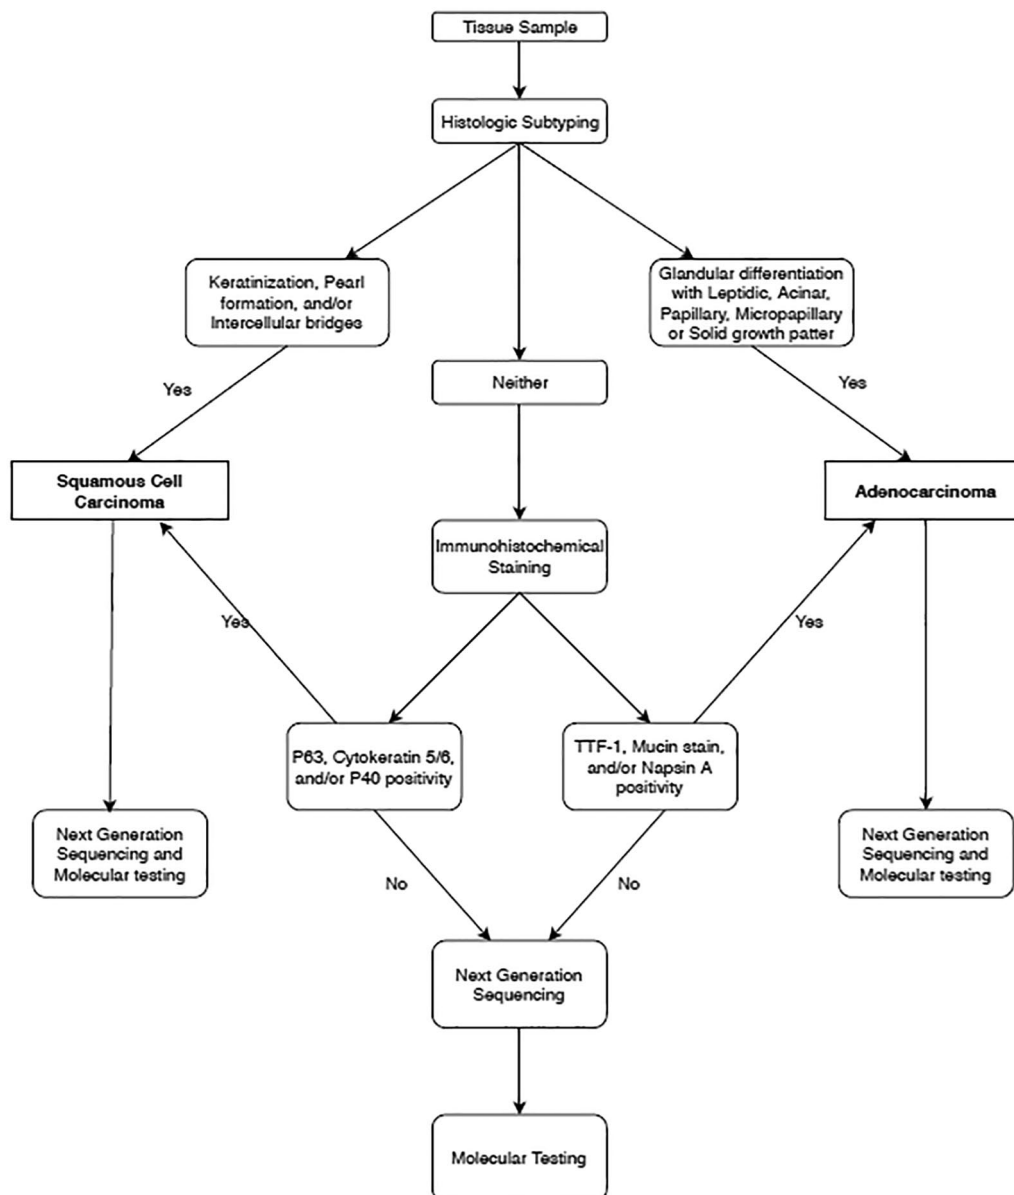 Tissue Sample
Histologic Subtyping
Keratinization, Pearl
formation, and/or
Intercellular bridges
Glandular differentiation
with Leptidic, Acinar,
Papillary, Micropapillary
or Solid growth patter
Yes
Neither
Yes
Squamous Cell
Carcinoma
Adenocarcinoma
Immunohistochemical
Staining
Yes
Yes
P63, Cytokeratin 5/6,
and/or P40 positivity
TTF-1, Mucin stain,
and/or Napsin A
positivity
Next Generation
Sequencing and
Molecular testing
Next Generation
Sequencing and
Molecular testing
No
No
Next Generation
Sequencing
Molecular Testing